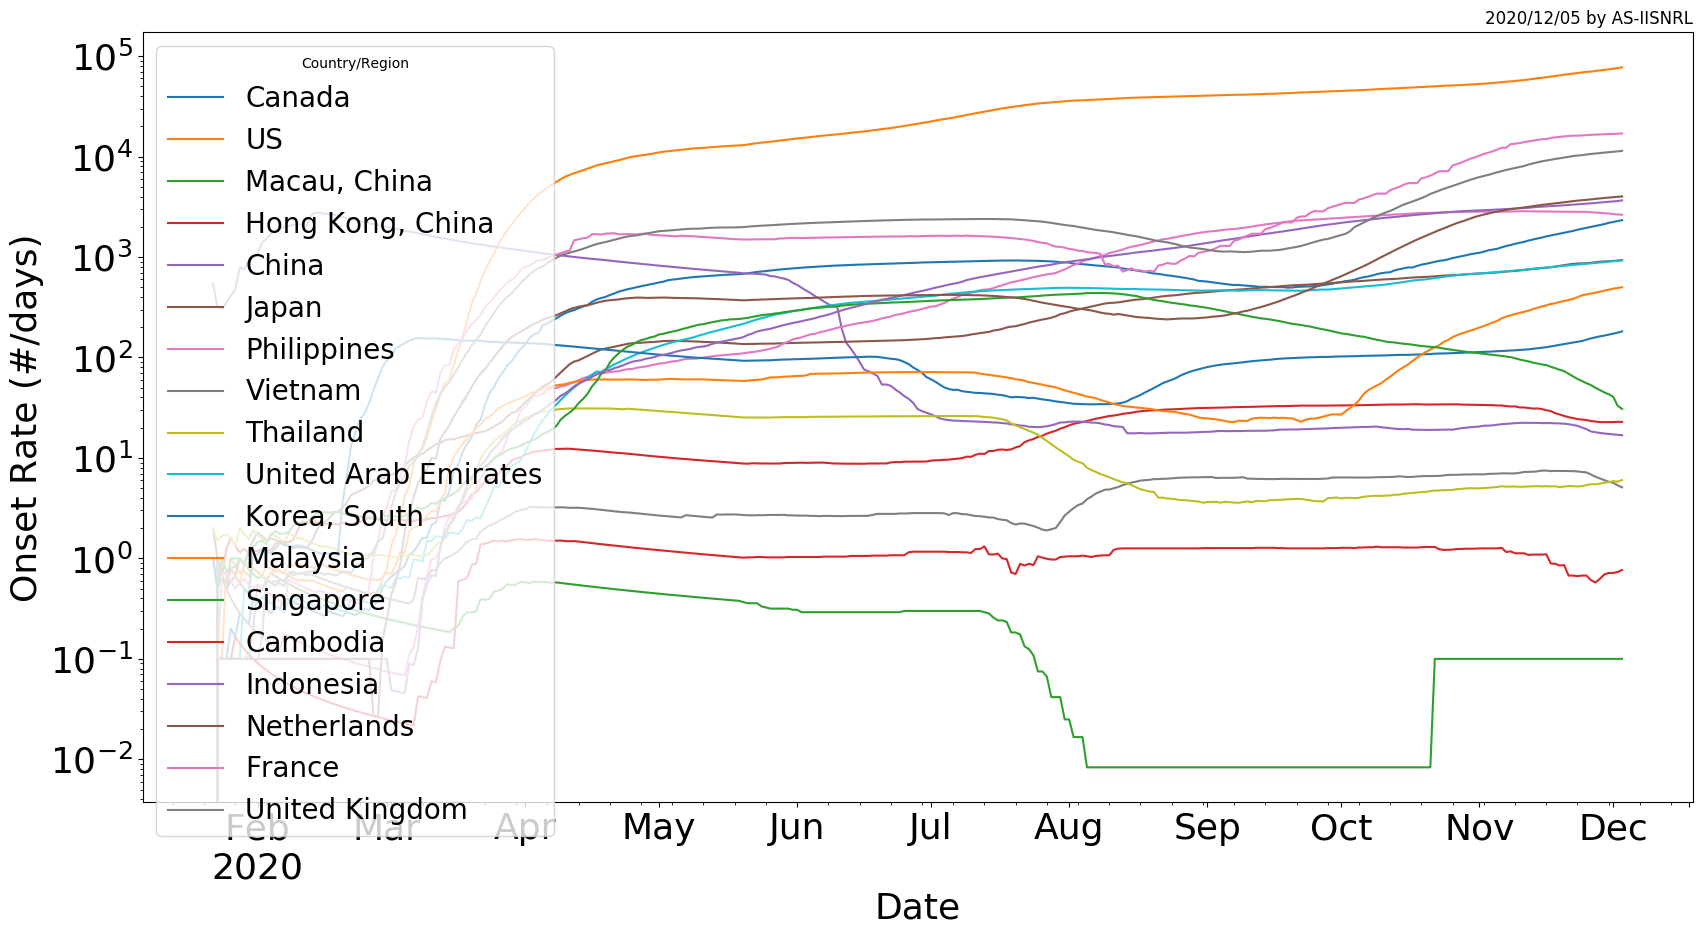 2020/12/05 by AS-IISNRL
Onset Rate (#/days)
10^5
10^4
10^3
10^2
10^1
10^0
10^−1
10^−2
Country/Region
Canada
US
Macau, China
Hong Kong, China
China
Japan
Philippines
Vietnam
Thailand
United Arab Emirates
Korea, South
Malaysia
Singapore
Cambodia
Indonesia
Netherlands
France
United Kingdom
Feb Mar Apr May Jun Jul Aug Sep Oct Nov Dec
2020
Date